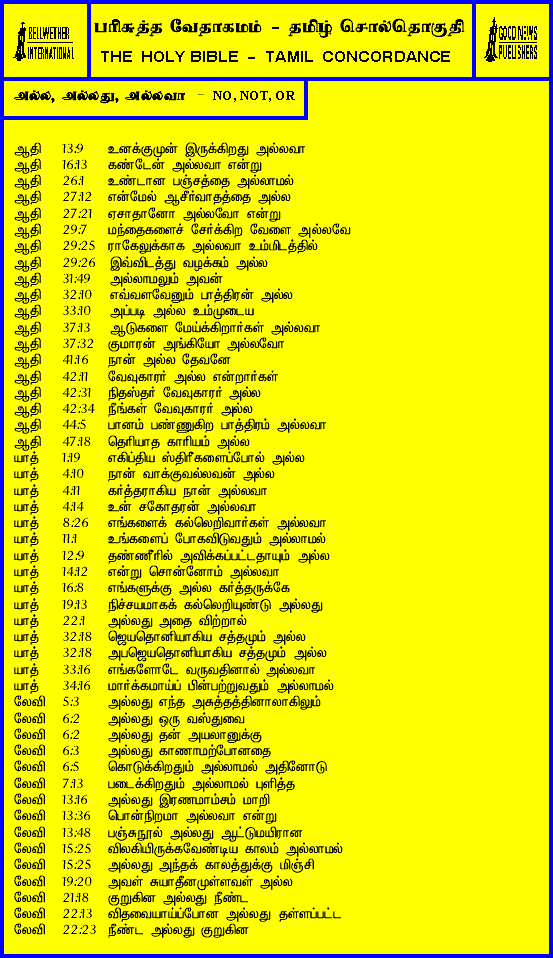 BELLWETHER
INTERNATIONAL
பரிசுத்த வேதாகமம் - தமிழ் சொல்தொகுதி
THE HOLY BIBLE - TAMIL CONCORDANCE
GOOD NEWS
PUBLISHERS
அல்ல, அல்லது, அல்லவா - NO, NOT, OR
ஆதி 13:9 உனக்குமுன் இருக்கிறது அல்லவா
ஆதி 16:13 கண்டேன் அல்லவா என்று
ஆதி 26:1 உண்டான பஞ்சத்தை அல்லாமல்
ஆதி 27:12 என்மேல் ஆசீர்வாதத்தை அல்ல
ஆதி 27:21 ஏசாதானோ அல்லவோ என்று
ஆதி 29:7 மந்தைகளைச் சேர்க்கிற வேளை அல்லவே
ஆதி 29:25 ராகேலுக்காக அல்லவா உம்மிடத்தில்
ஆதி 29:26 இவ்விடத்து வழக்கம் அல்ல
ஆதி 31:49 அல்லாமலும் அவன்
ஆதி 32:10 எவ்வளவேனும் பாத்திரன் அல்ல
ஆதி 33:10 அப்படி அல்ல உம்முடைய
ஆதி 37:13 ஆடுகளை மேய்க்கிறார்கள் அல்லவா
ஆதி 37:32 குமாரன் அங்கியோ அல்லவோ
ஆதி 41:16 நான் அல்ல தேவனே
ஆதி 42:11 வேவுகாரர் அல்ல என்றார்கள்
ஆதி 42:31 நிதஸ்தர் வேவுகாரர் அல்ல
ஆதி 42:34 நீங்கள் வேவுகாரர் அல்ல
ஆதி 44:5 பானம் பண்ணுகிற பாத்திரம் அல்லவா
ஆதி 47:18 தெரியாத காரியம் அல்ல
யாத் 1:19 எகிப்திய ஸ்திரீகளைப்போல் அல்ல
யாத் 4:10 நான் வாக்குவல்லவன் அல்ல
யாத் 4:11 கர்த்தராகிய நான் அல்லவா
யாத் 4:14 உன் சகோதரன் அல்லவா
யாத் 8:26 எங்களைக் கல்லெறிவார்கள் அல்லவா
யாத் 11:1 உங்களைப் போகவிடுவதும் அல்லாமல்
யாத் 12:9 தண்ணீரில் அவிக்கப்பட்டதாயும் அல்ல
யாத் 14:12 என்று சொன்னோம் அல்லவா
யாத் 16:8 எங்களுக்கு அல்ல கர்த்தருக்கே
யாத் 19:13 நிச்சயமாகக் கல்லெறியுண்டு அல்லது
யாத் 22:1 அல்லது அதை விற்றால்
யாத் 32:18 ஜெயதொனியாகிய சத்தமும் அல்ல
யாத் 32:18 அபஜெயதொனியாகிய சத்தமும் அல்ல
யாத் 33:16 எங்களோடே வருவதினால் அல்லவா
யாத் 34:16 மார்க்கமாய்ப் பின்பற்றுவதும் அல்லாமல்
லேவி 5:3 அல்லது எந்த அசுத்தத்தினாலாகிலும்
லேவி 6:2 அல்லது ஒரு வஸ்துவை
லேவி 6:2 அல்லது தன் அயலானுக்கு
லேவி 6:3 அல்லது காணாமற்போனதை
லேவி 6:5 கொடுக்கிறதும் அல்லாமல் அதினோடு
லேவி 7:13 படைக்கிறதும் அல்லாமல் புளித்த
லேவி 13:16 அல்லது இரணமாம்சம் மாறி
லேவி 13:36 பொன்நிறமா அல்லவா என்று
லேவி 13:48 பஞ்சுநூல் அல்லது ஆட்டுமயிரான
லேவி 15:25 விலகியிருக்கவேண்டிய காலம் அல்லாமல்
லேவி 15:25 அல்லது அந்தக் காலத்துக்கு மிஞ்சி
லேவி 19:20 அவள் சுயாதீனமுள்ளவள் அல்ல
லேவி 21:18 குறுகின அல்லது நீண்ட
லேவி 22:13 விதவையாய்ப்போன அல்லது தள்ளப்பட்ட
லேவி 22:23 நீண்ட அல்லது குறுகின